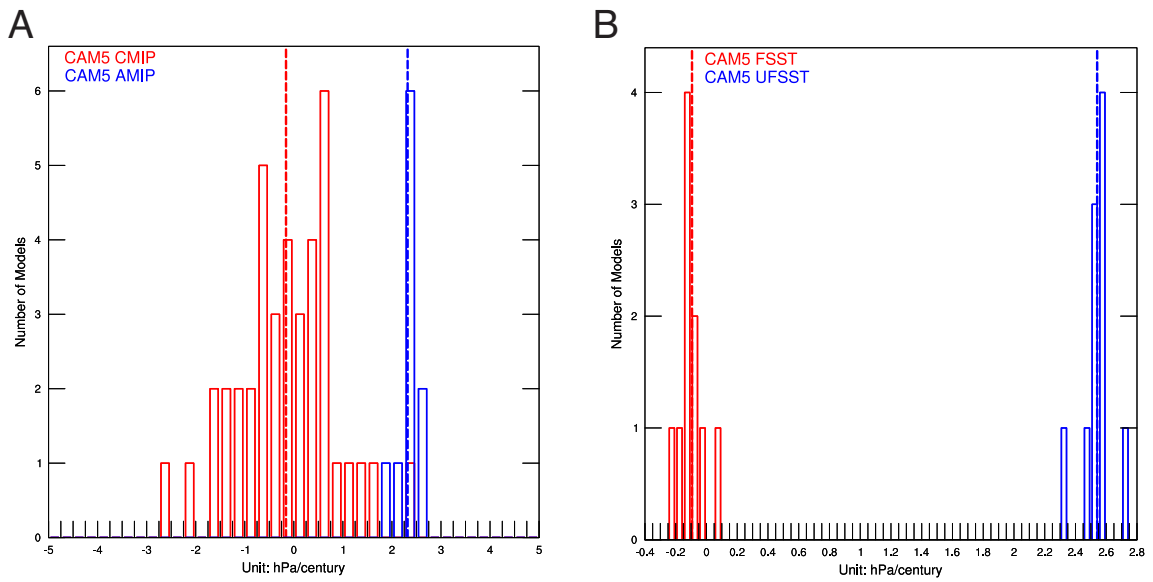 A
CAM5 CMIP
CAM5 AMIP
Number of Models
6
5
4
3
2
1
0
-5 -4 -3 -2 -1 0 1 2 3 4 5
Unit: hPa/century
B
CAM5 FSST
CAM5 UFSST
Number of Models
4
3
2
1
0
-0.4 -0.2 0 0.2 0.4 0.6 0.8 1 1.2 1.4 1.6 1.8 2 2.2 2.4 2.6 2.8
Unit: hPa/century